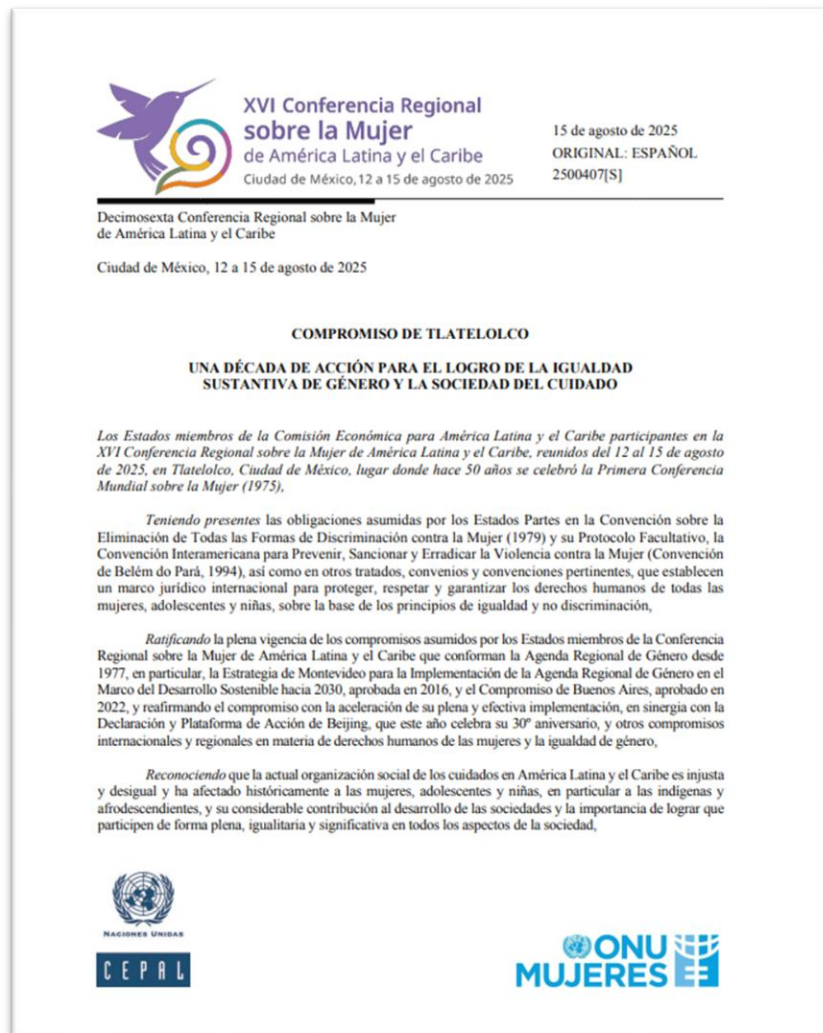 XVI Conferencia Regional
sobre la Mujer
de América Latina y el Caribe
Ciudad de México, 12 a 15 de agosto de 2025
15 de agosto de 2025
ORIGINAL: ESPAÑOL
2500407[S]
Decimosexta Conferencia Regional sobre la Mujer
de América Latina y el Caribe
Ciudad de México, 12 a 15 de agosto de 2025
COMPROMISO DE TLATELOLCO
UNA DÉCADA DE ACCIÓN PARA EL LOGRO DE LA IGUALDAD
SUSTANTIVA DE GÉNERO Y LA SOCIEDAD DEL CUIDADO
Los Estados miembros de la Comisión Económica para América Latina y el Caribe participantes en la
XVI Conferencia Regional sobre la Mujer de América Latina y el Caribe, reunidos del 12 al 15 de agosto
de 2025, en Tlatelolco, Ciudad de México, lugar donde hace 50 años se celebró la Primera Conferencia
Mundial sobre la Mujer (1975),
Teniendo presentes las obligaciones asumidas por los Estados Partes en la Convención sobre la
Eliminación de Todas las Formas de Discriminación contra la Mujer (1979) y su Protocolo Facultativo, la
Convención Interamericana para Prevenir, Sancionar y Erradicar la Violencia contra la Mujer (Convención
de Belém do Pará, 1994), así como en otros tratados, convenios y convenciones pertinentes, que establecen
un marco jurídico internacional para proteger, respetar y garantizar los derechos humanos de todas las
mujeres, adolescentes y niñas, sobre la base de los principios de igualdad y no discriminación,
Ratificando la plena vigencia de los compromisos asumidos por los Estados miembros de la Conferencia
Regional sobre la Mujer de América Latina y el Caribe que conforman la Agenda Regional de Género desde
1977, en particular, la Estrategia de Montevideo para la Implementación de la Agenda Regional de Género en el
Marco del Desarrollo Sostenible hacia 2030, aprobada en 2016, y el Compromiso de Buenos Aires, aprobado en
2022, y reafirmando el compromiso con la aceleración de su plena y efectiva implementación, en sinergia con la
Declaración y Plataforma de Acción de Beijing, que este año celebra su 30º aniversario, y otros compromisos
internacionales y regionales en materia de derechos humanos de las mujeres y la igualdad de género,
Reconociendo que la actual organización social de los cuidados en América Latina y el Caribe es injusta
y desigual y ha afectado históricamente a las mujeres, adolescentes y niñas, en particular a las indígenas y
afrodescendientes, y su considerable contribución al desarrollo de las sociedades y la importancia de lograr que
participen de forma plena, igualitaria y significativa en todos los aspectos de la sociedad,
NACIONES UNIDAS
CEPAL
ONU
MUJERES